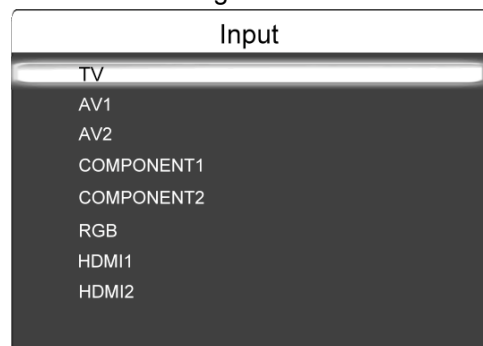 Input
TV
AV1
AV2
COMPONENT1
COMPONENT2
RGB
HDMI1
HDMI2